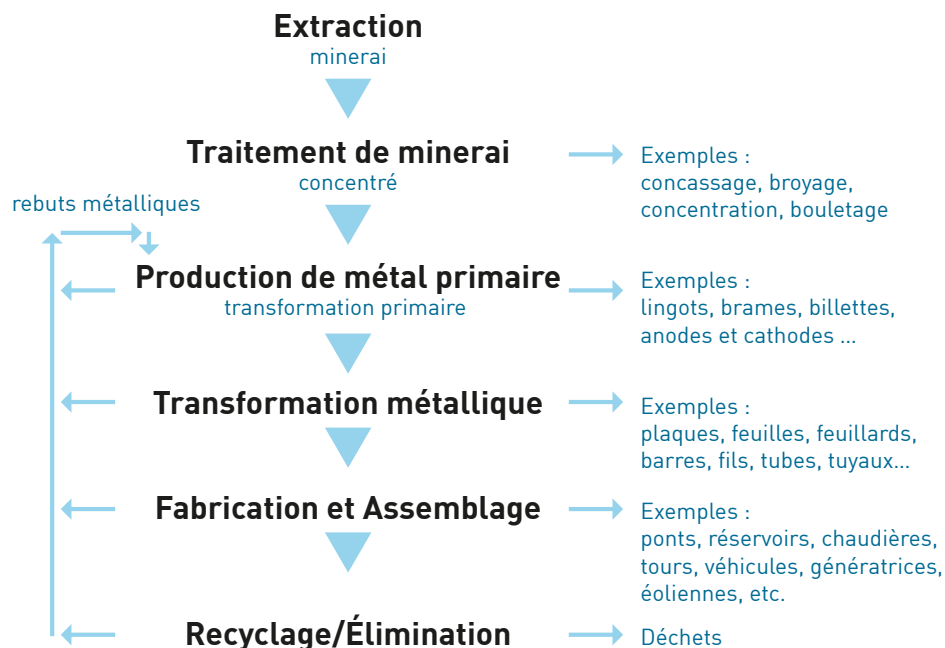 Extraction
minerai
Traitement de minerai
concentré
Exemples :
concassage, broyage,
concentration, bouletage
rebuts métalliques
Production de métal primaire
transformation primaire
Exemples :
lingots, brames, billettes,
anodes et cathodes ...
Transformation métallique
Exemples :
plaques, feuilles, feuillards,
barres, fils, tubes, tuyaux...
Fabrication et Assemblage
Exemples :
ponts, réservoirs, chaudières,
tours, véhicules, génératrices,
éoliennes, etc.
Recyclage/Élimination
Déchets